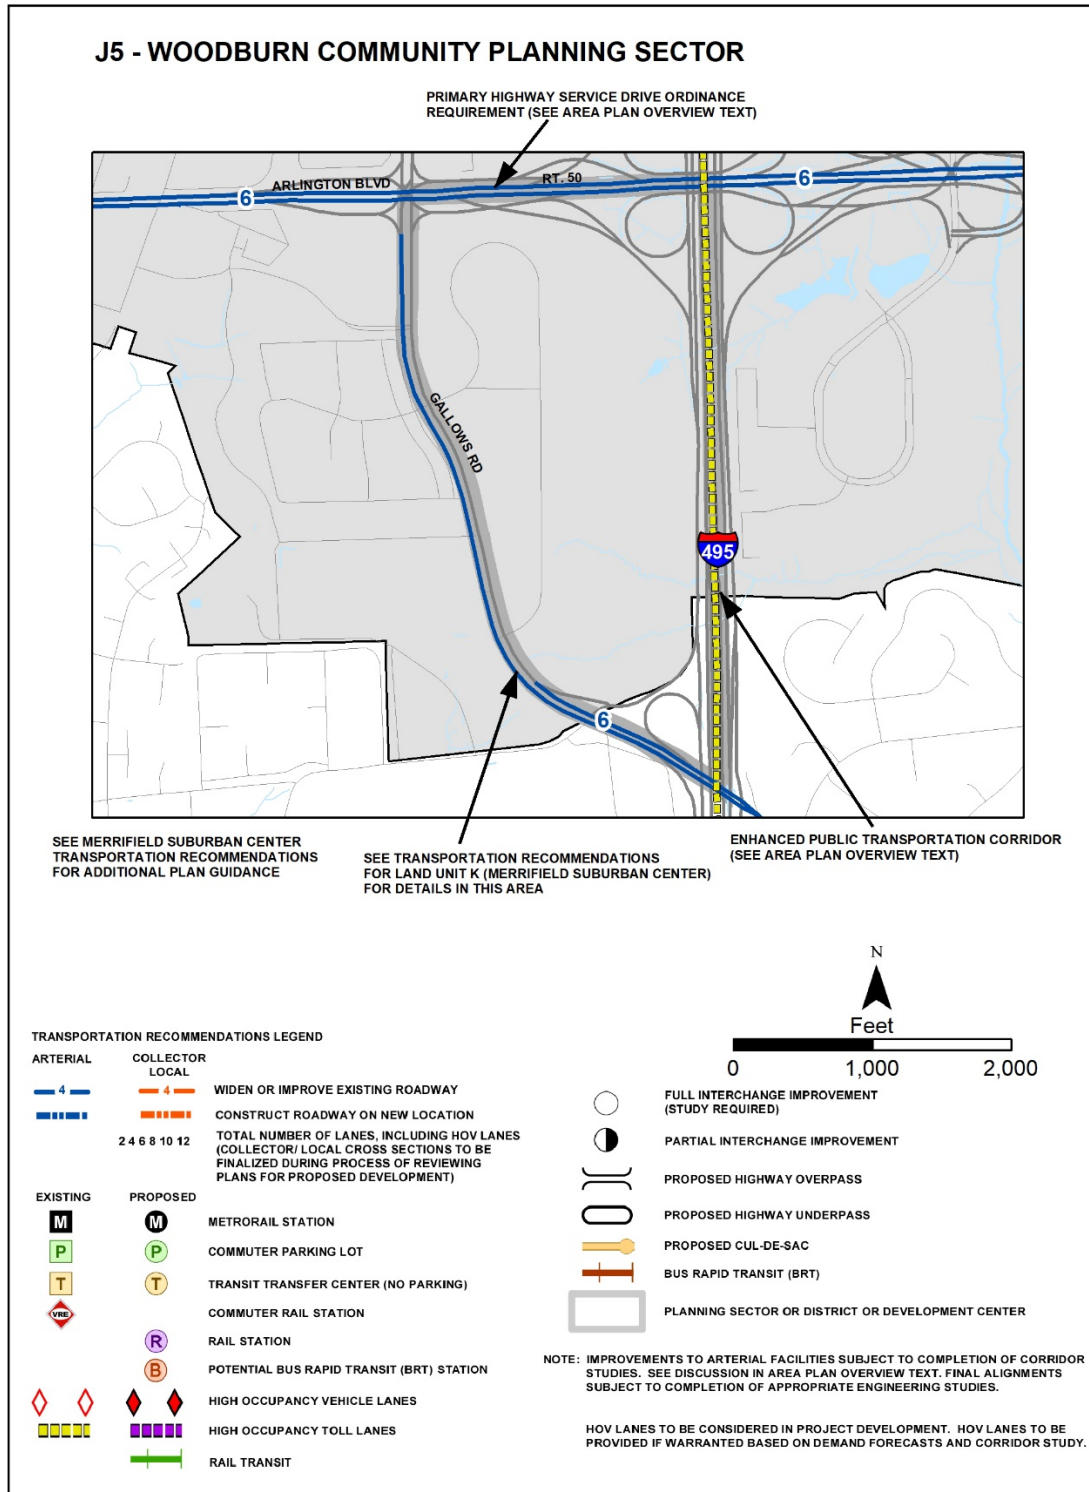 J5 - WOODBURN COMMUNITY PLANNING SECTOR
PRIMARY HIGHWAY SERVICE DRIVE ORDINANCE
REQUIREMENT (SEE AREA PLAN OVERVIEW TEXT)
ARLINGTON BLVD
RT. 50
6
6
GALLOWS RD
495
6
SEE MERRIFIELD SUBURBAN CENTER
TRANSPORTATION RECOMMENDATIONS
FOR ADDITIONAL PLAN GUIDANCE
SEE TRANSPORTATION RECOMMENDATIONS
FOR LAND UNIT K (MERRIFIELD SUBURBAN CENTER)
FOR DETAILS IN THIS AREA
ENHANCED PUBLIC TRANSPORTATION CORRIDOR
(SEE AREA PLAN OVERVIEW TEXT)
N
Feet
0 1,000 2,000
TRANSPORTATION RECOMMENDATIONS LEGEND
ARTERIAL COLLECTOR
LOCAL
4 4 WIDEN OR IMPROVE EXISTING ROADWAY
CONSTRUCT ROADWAY ON NEW LOCATION
2 4 6 8 10 12 TOTAL NUMBER OF LANES, INCLUDING HOV LANES
(COLLECTOR/ LOCAL CROSS SECTIONS TO BE
FINALIZED DURING PROCESS OF REVIEWING
PLANS FOR PROPOSED DEVELOPMENT)
EXISTING PROPOSED
M M METRORAIL STATION
P P COMMUTER PARKING LOT
T T TRANSIT TRANSFER CENTER (NO PARKING)
VRE COMMUTER RAIL STATION
R RAIL STATION
B POTENTIAL BUS RAPID TRANSIT (BRT) STATION
HIGH OCCUPANCY VEHICLE LANES
HIGH OCCUPANCY TOLL LANES
RAIL TRANSIT
FULL INTERCHANGE IMPROVEMENT
(STUDY REQUIRED)
PARTIAL INTERCHANGE IMPROVEMENT
PROPOSED HIGHWAY OVERPASS
PROPOSED HIGHWAY UNDERPASS
PROPOSED CUL-DE-SAC
BUS RAPID TRANSIT (BRT)
PLANNING SECTOR OR DISTRICT OR DEVELOPMENT CENTER
NOTE: IMPROVEMENTS TO ARTERIAL FACILITIES SUBJECT TO COMPLETION OF CORRIDOR
STUDIES. SEE DISCUSSION IN AREA PLAN OVERVIEW TEXT. FINAL ALIGNMENTS
SUBJECT TO COMPLETION OF APPROPRIATE ENGINEERING STUDIES.
HOV LANES TO BE CONSIDERED IN PROJECT DEVELOPMENT. HOV LANES TO BE
PROVIDED IF WARRANTED BASED ON DEMAND FORECASTS AND CORRIDOR STUDY.